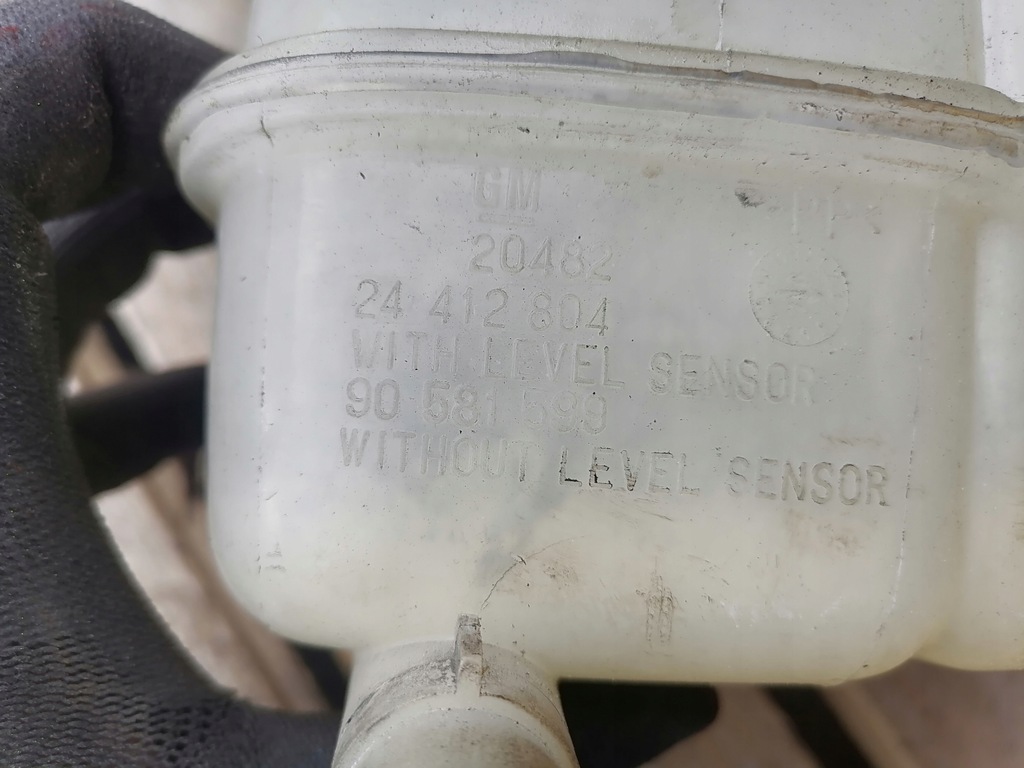 GM
20482
24 412 804
WITH LEVEL SENSOR
90 581 599
WITHOUT LEVEL SENSOR